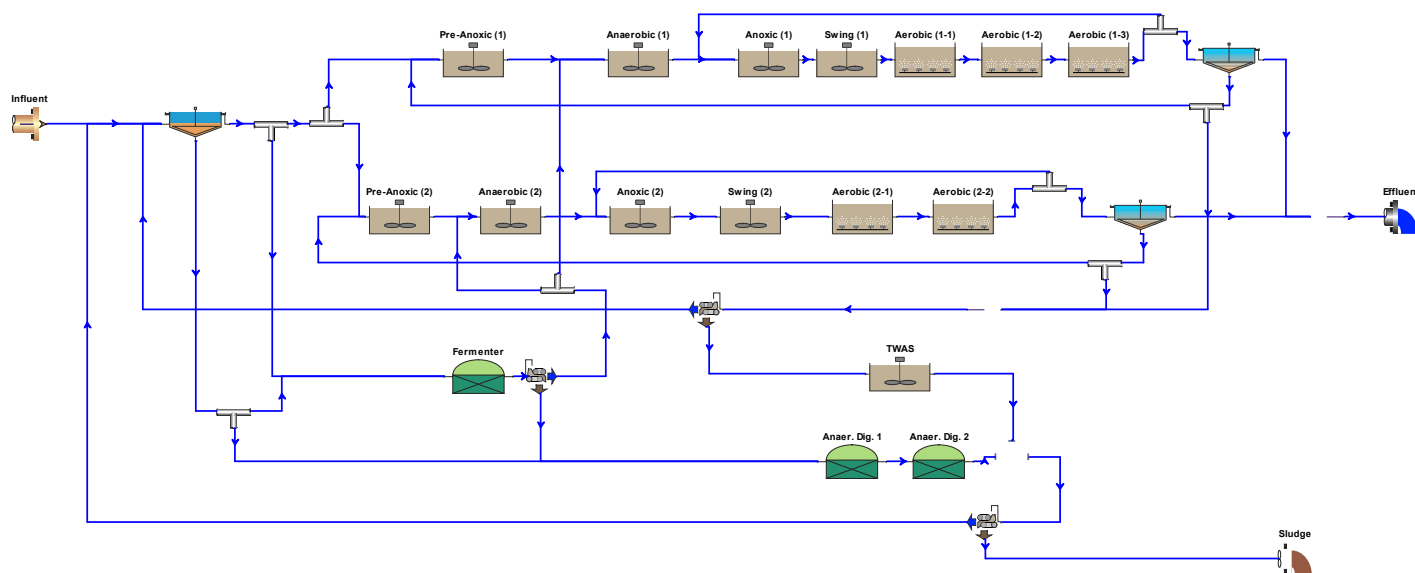 Pre-Anoxic (1)
Anaerobic (1)
Anoxic (1)
Swing (1)
Aerobic (1-1)
Aerobic (1-2)
Aerobic (1-3)
Influent
Pre-Anoxic (2)
Anaerobic (2)
Anoxic (2)
Swing (2)
Aerobic (2-1)
Aerobic (2-2)
Effluen
TWAS
Fermenter
Anaer. Dig. 1
Anaer. Dig. 2
Sludge